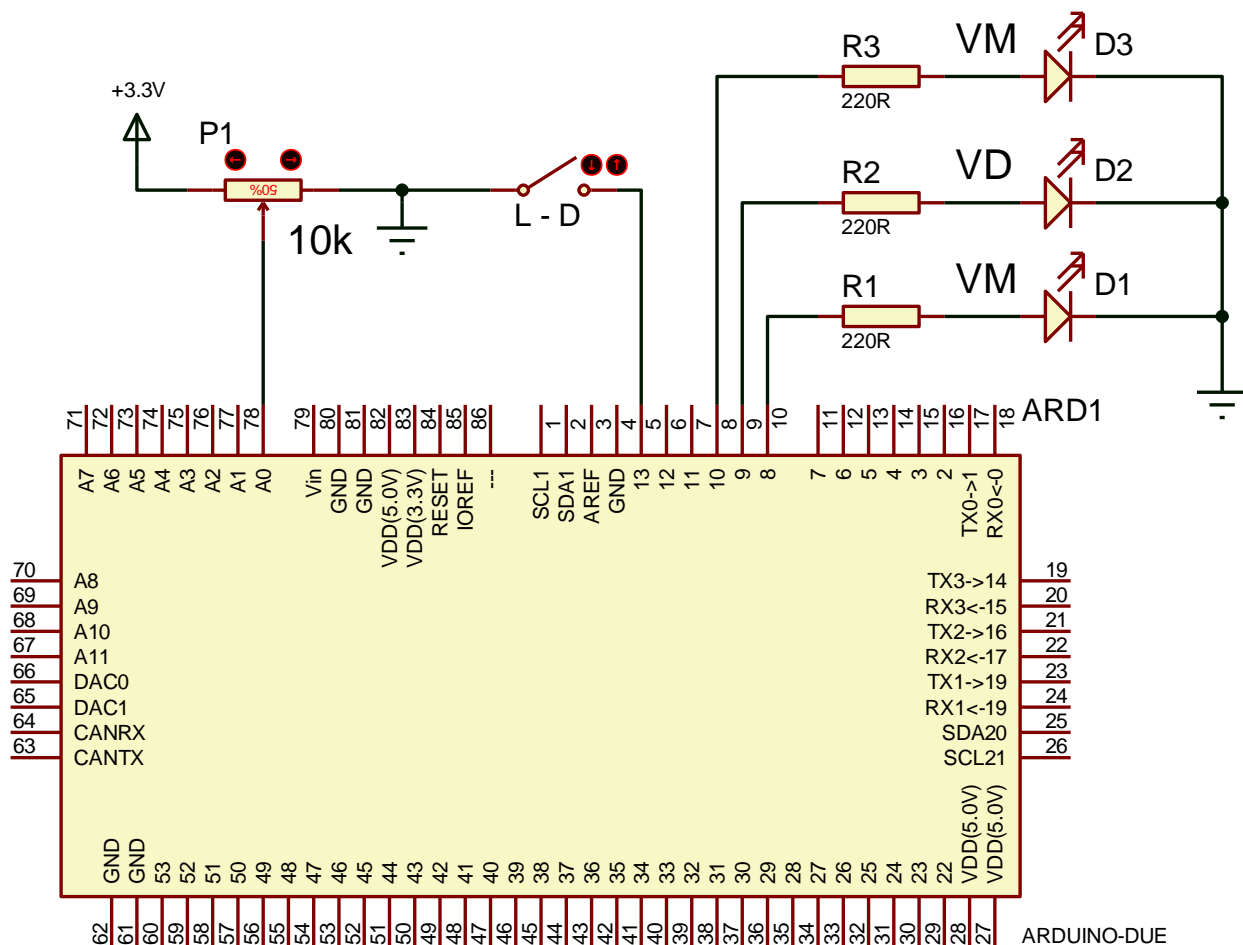 VM
R3
D3
220R
+3.3V
P1
50%
10k
L - D
VD
R2
D2
220R
VM
R1
D1
220R
ARD1
71 72 73 74 75 76 77 78 79 80 81 82 83 84 85 86 1 2 3 4 5 6 7 8 9 10 11 12 13 14 15 16 17 18
A7 A6 A5 A4 A3 A2 A1 A0 Vin GND GND VDD(5.0V) VDD(3.3V) RESET IOREF --- SCL1 SDA1 AREF GND 13 12 11 10 9 8 7 6 5 4 3 2 TX0->1 RX0<-0
70 A8 TX3->14 19
69 A9 RX3<-15 20
68 A10 TX2->16 21
67 A11 RX2<-17 22
66 DAC0 TX1->19 23
65 DAC1 RX1<-19 24
64 CANRX SDA20 25
63 CANTX SCL21 26
GND GND 53 52 51 50 49 48 47 46 45 44 43 42 41 40 39 38 37 36 35 34 33 32 31 30 29 28 27 26 25 24 23 22 VDD(5.0V) VDD(5.0V)
62 61 60 59 58 57 56 55 54 53 52 51 50 49 48 47 46 45 44 43 42 41 40 39 38 37 36 35 34 33 32 31 30 29 28 27
ARDUINO-DUE